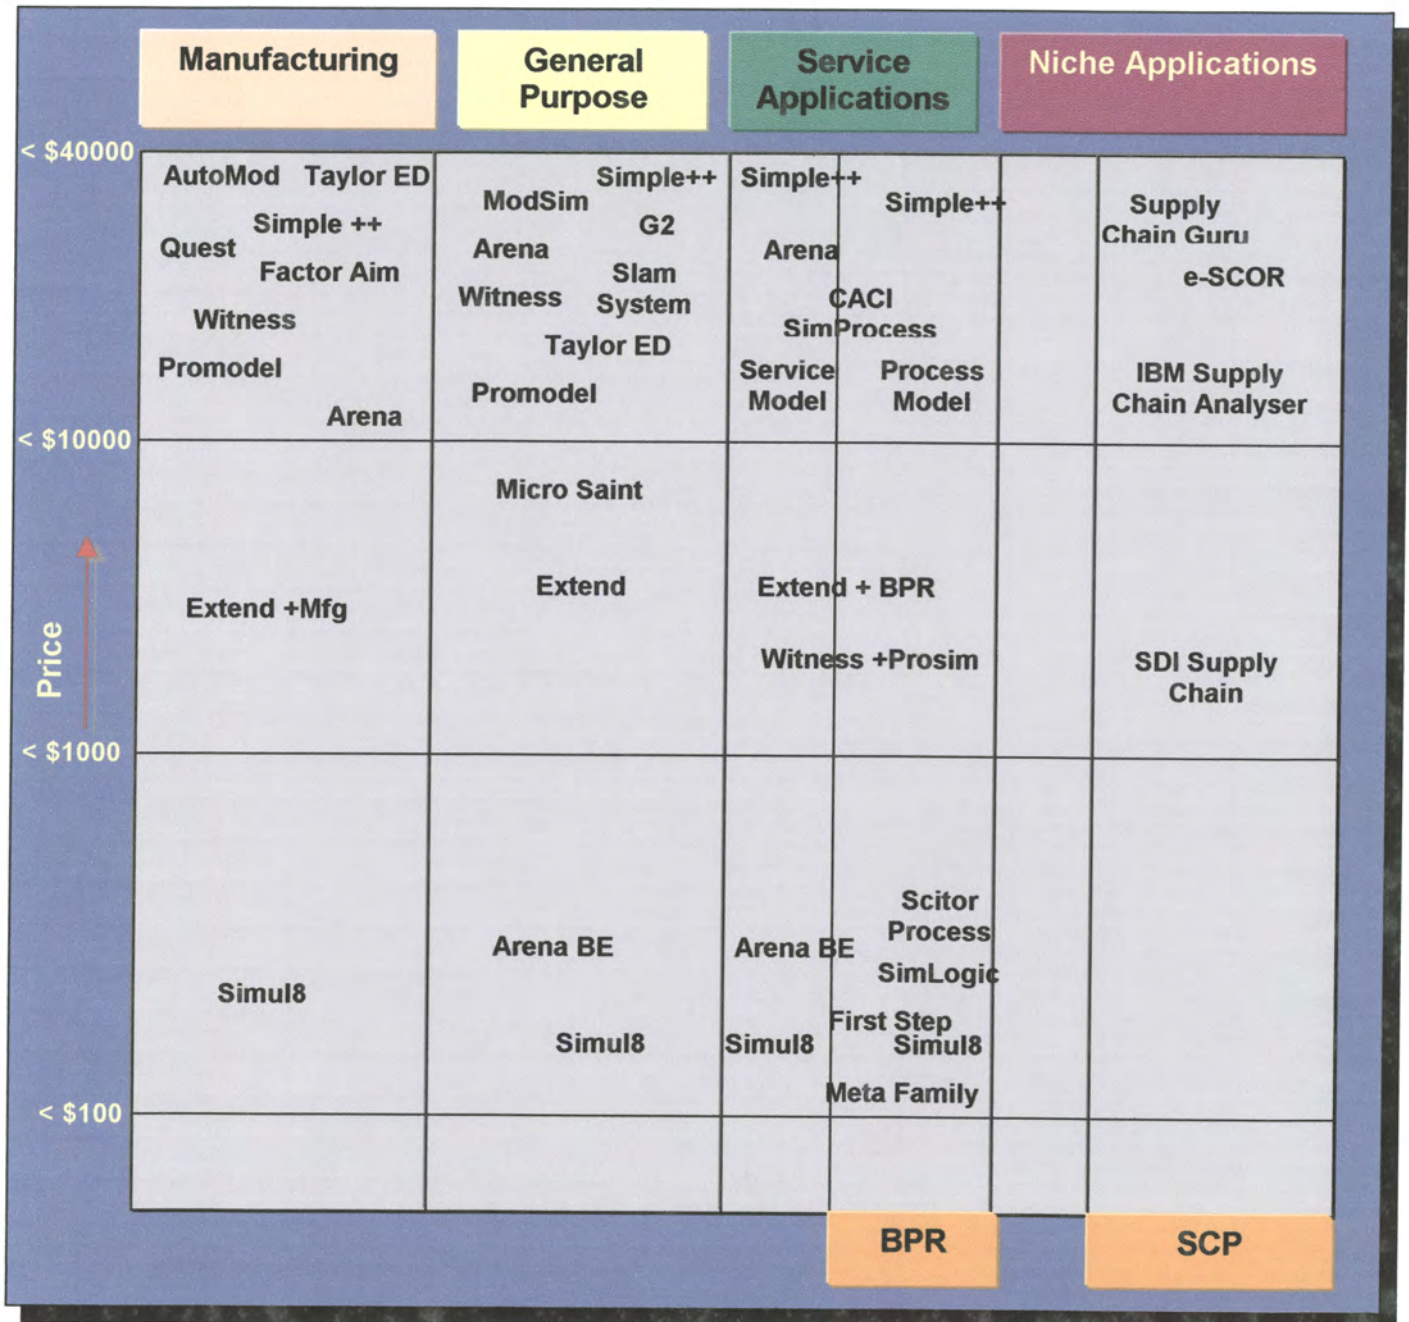 Manufacturing
General
Purpose
Service
Applications
Niche Applications
< $40000
AutoMod
Taylor ED
Simple ++
Quest
Factor Aim
Witness
Promodel
Arena
Simple++
ModSim
G2
Arena
Slam
System
Witness
Taylor ED
Promodel
Simple++
Simple++
Arena
CACI
SimProcess
Service
Model
Process
Model
Supply
Chain Guru
e-SCOR
IBM Supply
Chain Analyser
< $10000
Micro Saint
Extend
Extend +Mfg
Extend + BPR
Witness +Prosim
SDI Supply
Chain
Price
< $1000
Scitor
Process
Arena BE
Arena BE
SimLogic
Simul8
First Step
Simul8
Simul8
Simul8
Meta Family
< $100
BPR
SCP